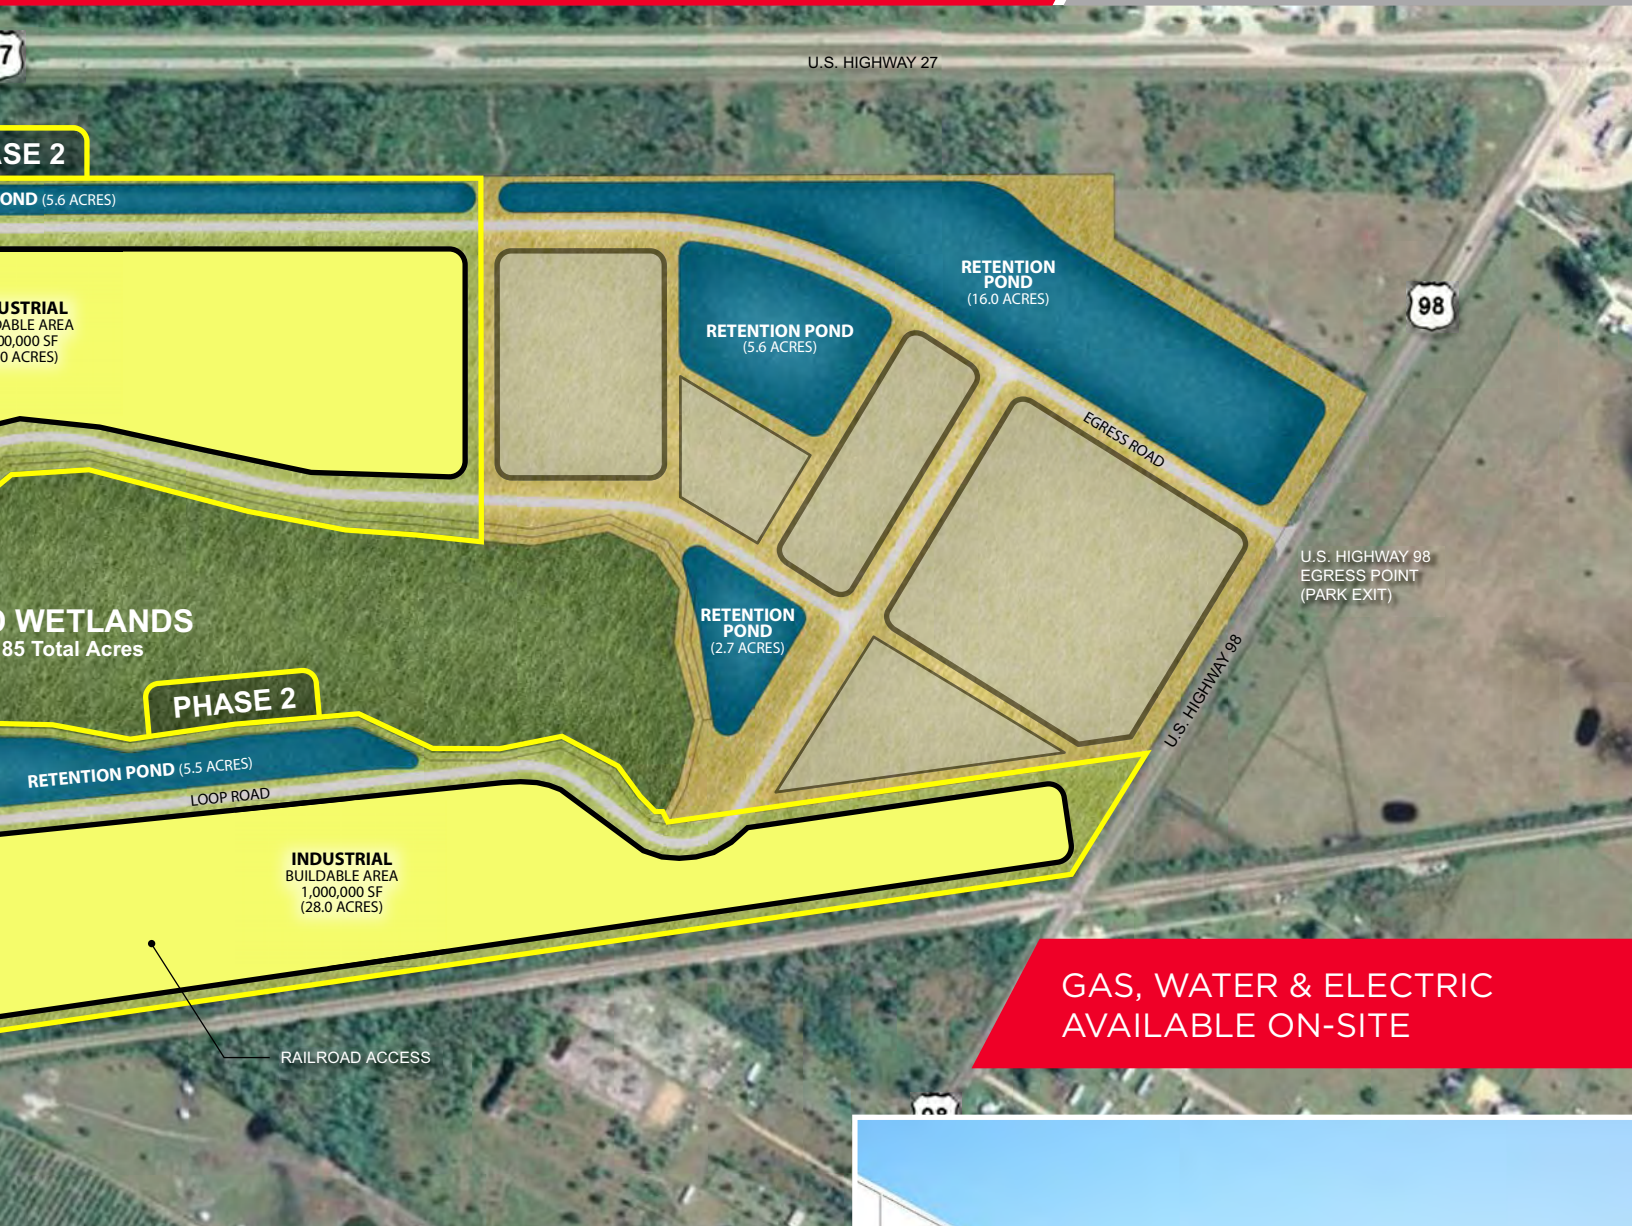 U.S. HIGHWAY 27
7
SE 2
OND (5.6 ACRES)
RETENTION
POND
(16.0 ACRES)
98
USTRIAL
DABLE AREA
00,000 SF
0 ACRES)
RETENTION POND
(5.6 ACRES)
EGRESS ROAD
U.S. HIGHWAY 98
EGRESS POINT
(PARK EXIT)
WETLANDS
85 Total Acres
RETENTION
POND
(2.7 ACRES)
U.S. HIGHWAY 98
PHASE 2
RETENTION POND (5.5 ACRES)
LOOP ROAD
INDUSTRIAL
BUILDABLE AREA
1,000,000 SF
(28.0 ACRES)
GAS, WATER & ELECTRIC
AVAILABLE ON-SITE
RAILROAD ACCESS
98